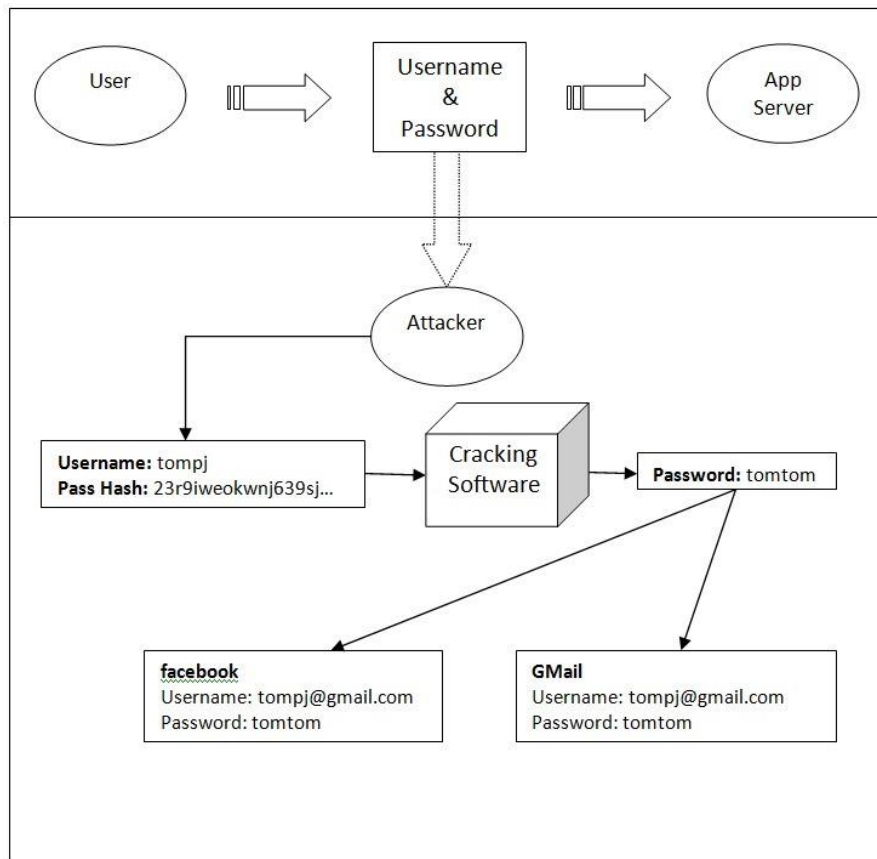 User
Username
&
Password
App
Server
Attacker
Username: tompj
Pass Hash: 23r9iweokwnj639sj...
Cracking
Software
Password: tomtom
facebook
Username: tompj@gmail.com
Password: tomtom
GMail
Username: tompj@gmail.com
Password: tomtom